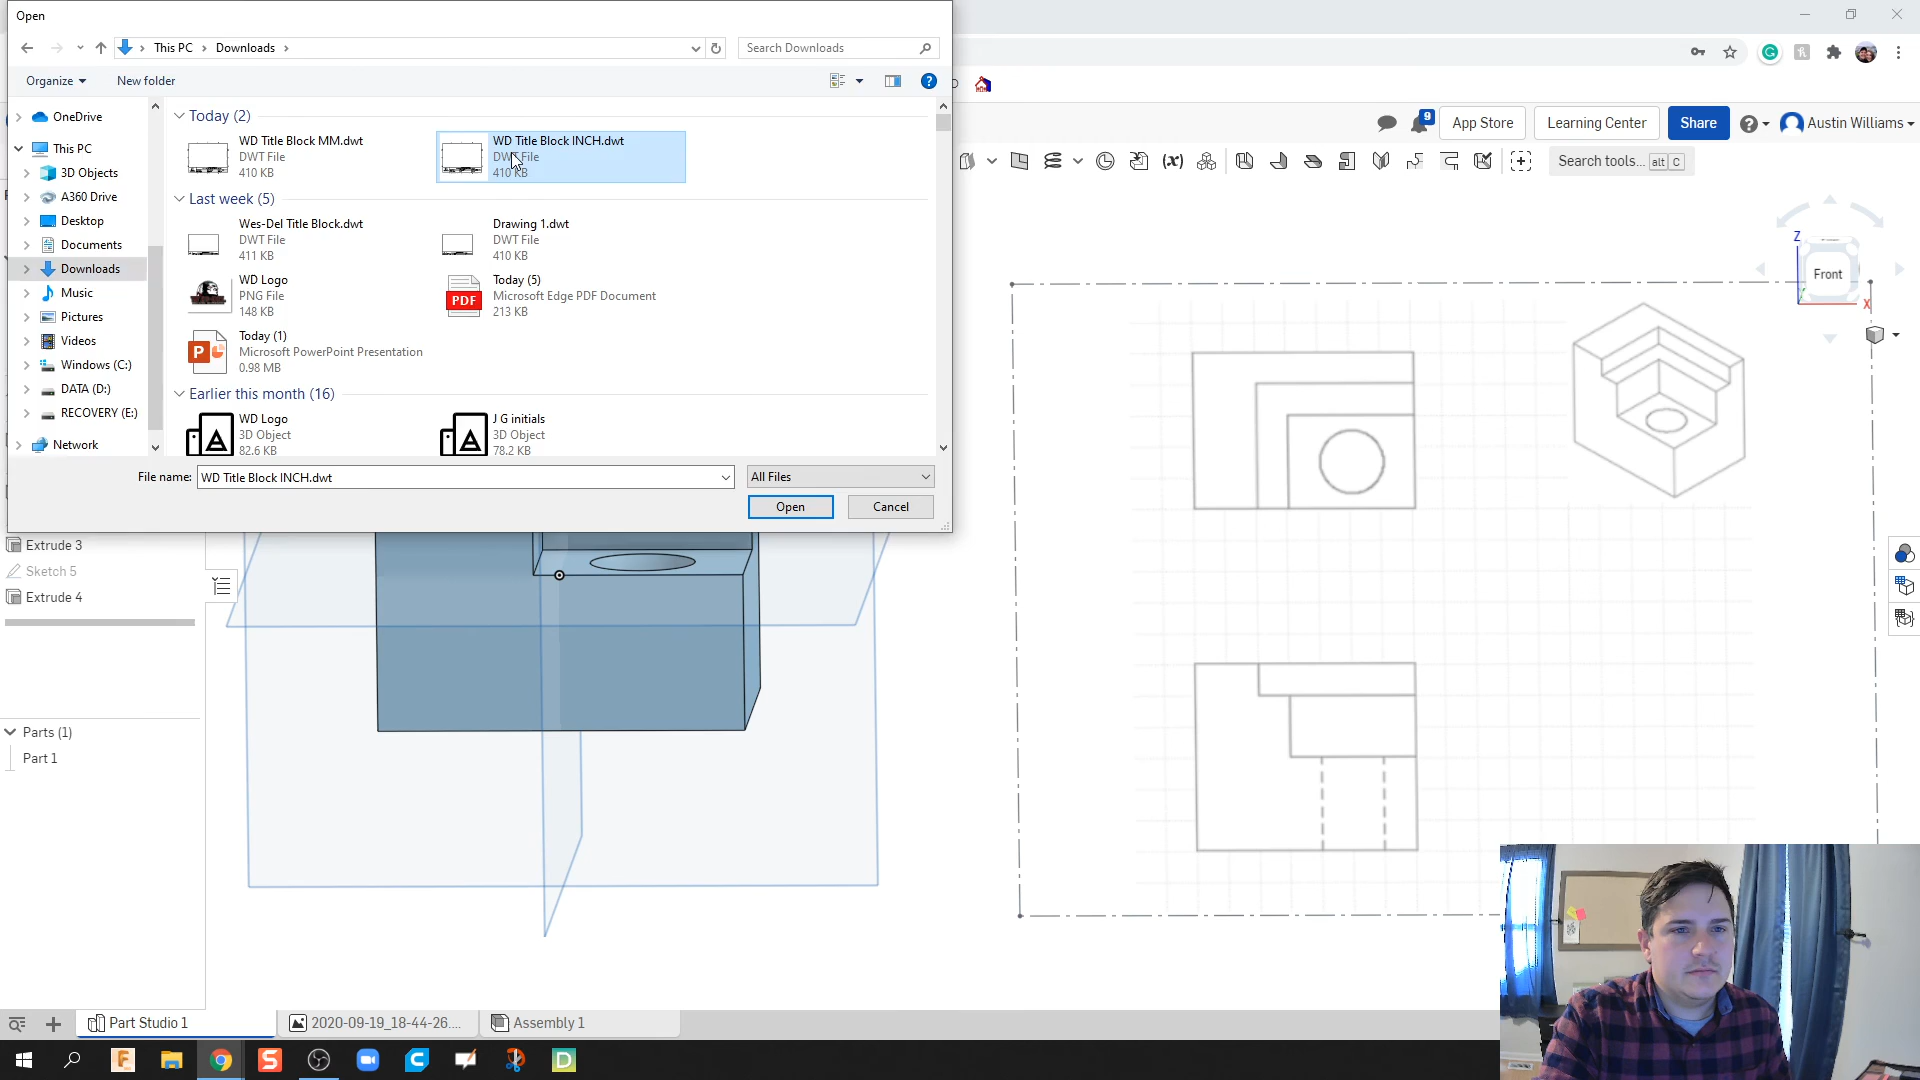 Open
This PC
Downloads
Search Downloads
Organize
New folder
OneDrive
This PC
3D Objects
A360 Drive
Desktop
Documents
Downloads
Music
Pictures
Videos
Windows (C:)
DATA (D:)
RECOVERY (E:)
Network
Today (2)
WD Title Block MM.dwt
DWT File
410 KB
WD Title Block INCH.dwt
DWT File
410 KB
Last week (5)
Wes-Del Title Block.dwt
DWT File
411 KB
Drawing 1.dwt
DWT File
410 KB
WD Logo
PNG File
148 KB
PDF
Today (5)
Microsoft Edge PDF Document
213 KB
Today (1)
Microsoft PowerPoint Presentation
0.98 MB
Earlier this month (16)
WD Logo
3D Object
82.6 KB
J G initials
3D Object
78.2 KB
File name:
WD Title Block INCH.dwt
All Files
Open
Cancel
9
App Store
Learning Center
Share
Austin Williams
(x)
Search tools...
alt C
Z
Front
X
Extrude 3
Sketch 5
Extrude 4
Parts (1)
Part 1
Part Studio 1
2020-09-19_18-44-26....
Assembly 1